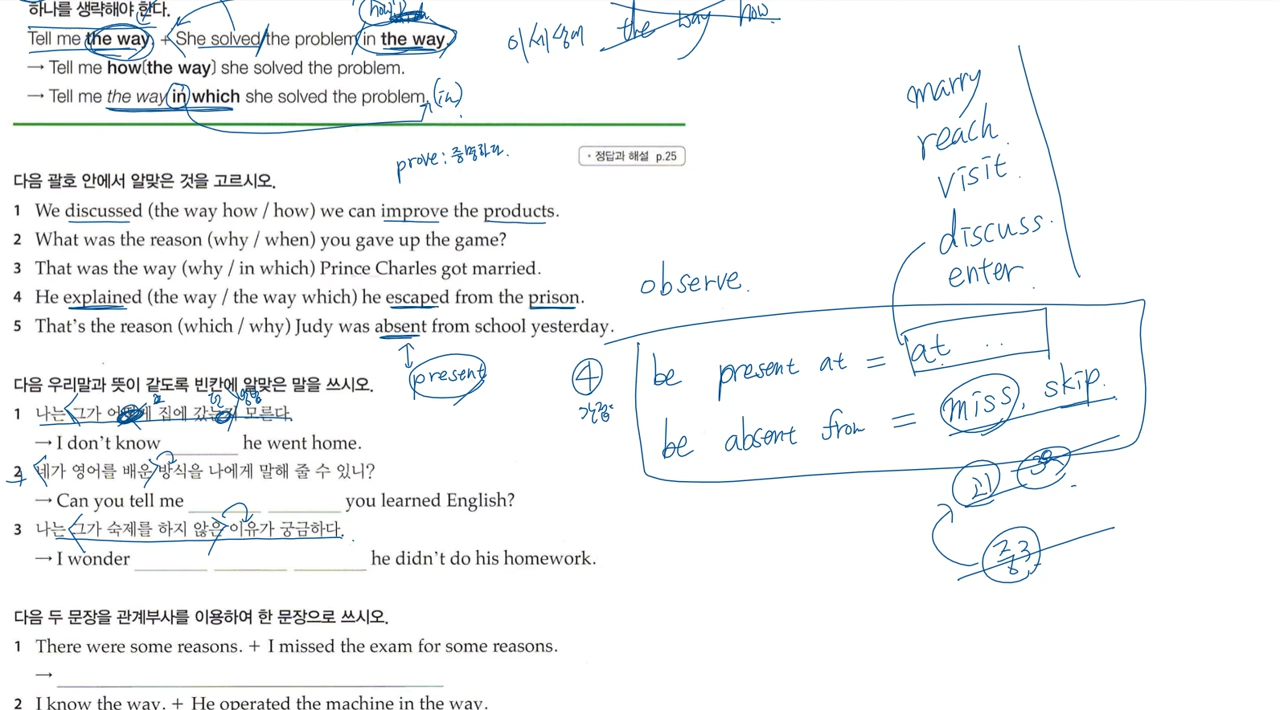 하나를 생략해야 한다.
how
Tell me the way. + She solved the problem in the way.
이 세상에 the way how.
→ Tell me how(the way) she solved the problem.
→ Tell me the way in which she solved the problem. (in)
marry
reach
visit.
discuss.
enter.
prove : 증명하다.
• 정답과 해설 p.25
다음 괄호 안에서 알맞은 것을 고르시오.
1 We discussed (the way how / how) we can improve the products.
2 What was the reason (why / when) you gave up the game?
3 That was the way (why / in which) Prince Charles got married.
4 He explained (the way / the way which) he escaped from the prison.
5 That's the reason (which / why) Judy was absent from school yesterday.
present
observe.
④
be present at = at ..
be absent from = miss, skip.
21
다음 우리말과 뜻이 같도록 빈칸에 알맞은 말을 쓰시오.
방법
1 나는 그가 어떻게 집에 갔는지 모른다.
→ I don't know ________ he went home.
2 네가 영어를 배운 방식을 나에게 말해 줄 수 있니?
→ Can you tell me ________ ________ you learned English?
3 나는 그가 숙제를 하지 않은 이유가 궁금하다.
→ I wonder ________ ________ ________ he didn't do his homework.
다음 두 문장을 관계부사를 이용하여 한 문장으로 쓰시오.
1 There were some reasons. + I missed the exam for some reasons.
→
2 I know the way. + He operated the machine in the way.